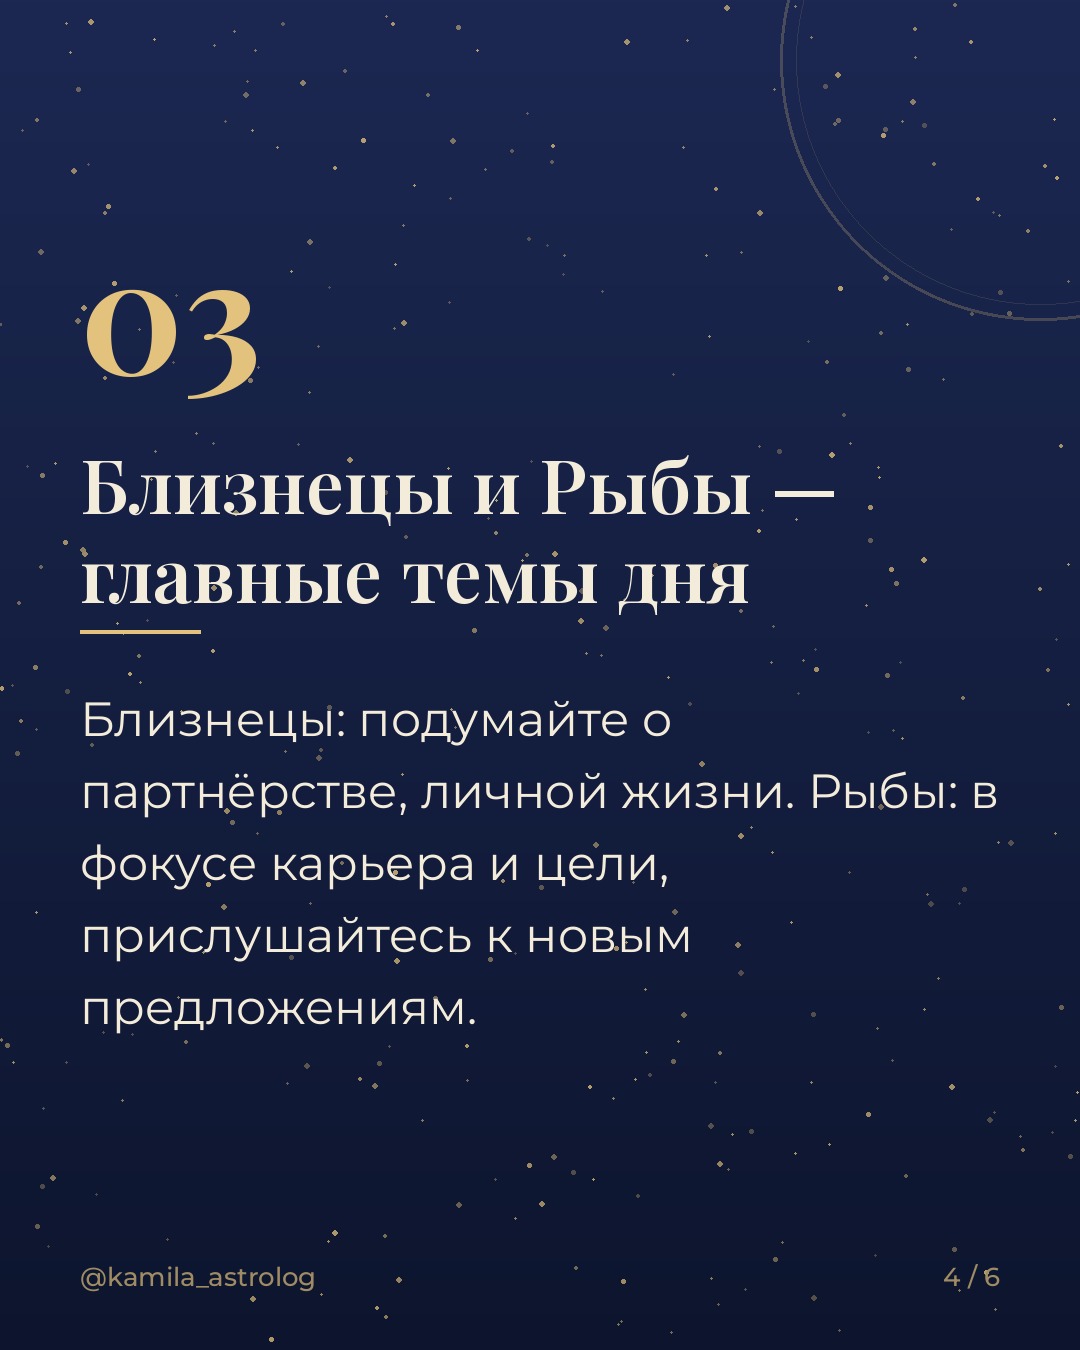 03
Близнецы и Рыбы —
главные темы дня
Близнецы: подумайте о
партнёрстве, личной жизни. Рыбы: в
фокусе карьера и цели,
прислушайтесь к новым
предложениям.
@kamila_astrolog
4 / 6